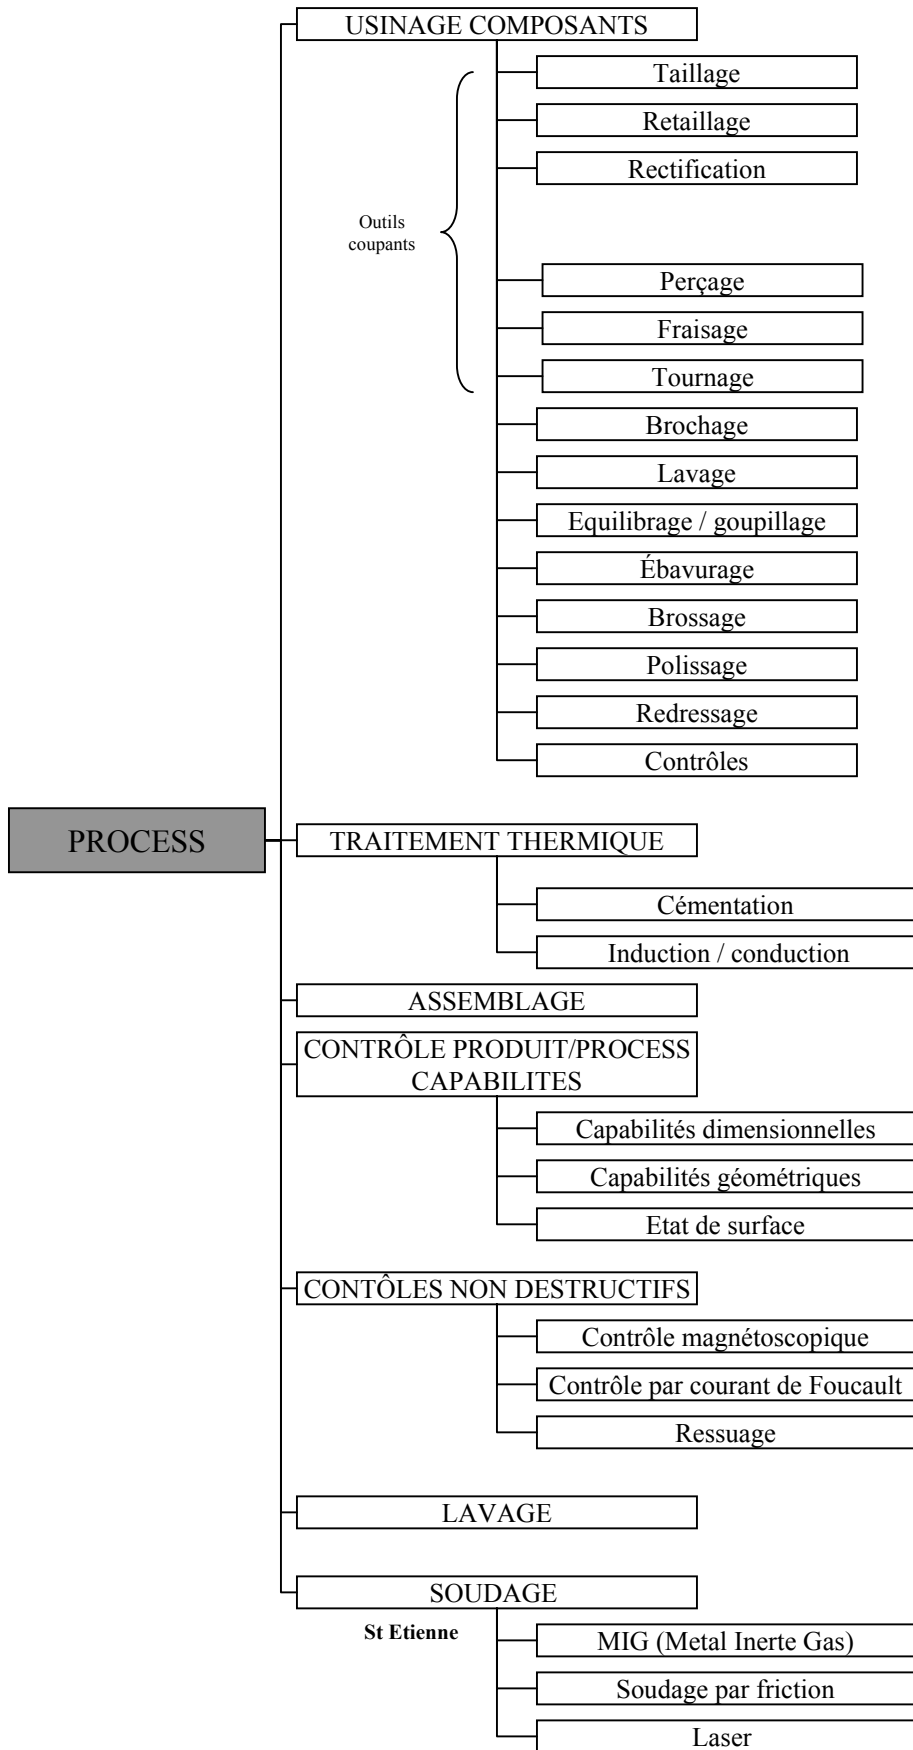 USINAGE COMPOSANTS
Taillage
Retaillage
Rectification
Outils
coupants
Perçage
Fraisage
Tournage
Brochage
Lavage
Equilibrage / goupillage
Ébavurage
Brossage
Polissage
Redressage
Contrôles
PROCESS
TRAITEMENT THERMIQUE
Cémentation
Induction / conduction
ASSEMBLAGE
CONTRÔLE PRODUIT/PROCESS
CAPABILITES
Capabilités dimensionnelles
Capabilités géométriques
Etat de surface
CONTÔLES NON DESTRUCTIFS
Contrôle magnétoscopique
Contrôle par courant de Foucault
Ressuage
LAVAGE
SOUDAGE
St Etienne
MIG (Metal Inerte Gas)
Soudage par friction
Laser